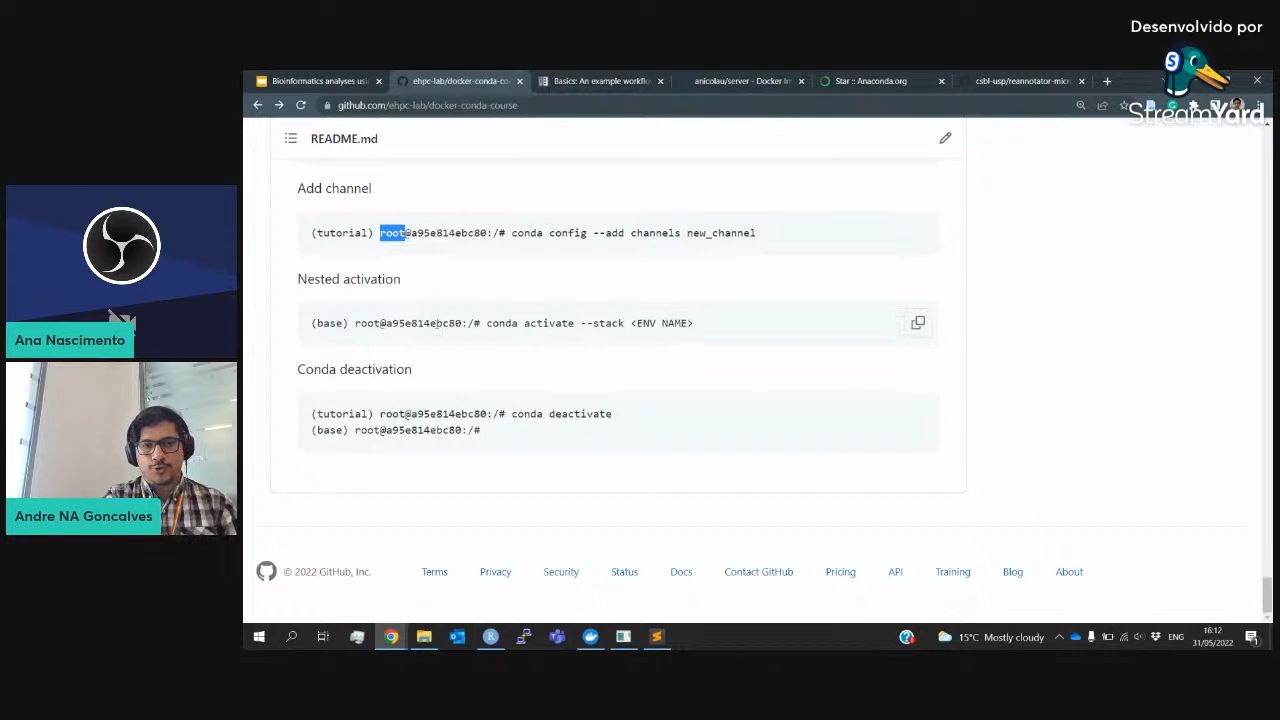 Desenvolvido por
StreamYard
Bioinformatics analyses usi
ehpc-lab/docker-conda-co
Basics: An example workflo
anicolau/server - Docker Im
Star :: Anaconda.org
csbl-usp/reannotator-micr
github.com/ehpc-lab/docker-conda-course
README.md
Add channel
(tutorial) root@a95e814ebc80:/# conda config --add channels new_channel
Nested activation
(base) root@a95e814ebc80:/# conda activate --stack <ENV NAME>
Conda deactivation
(tutorial) root@a95e814ebc80:/# conda deactivate
(base) root@a95e814ebc80:/#
Ana Nascimento
Andre NA Goncalves
© 2022 GitHub, Inc.
Terms
Privacy
Security
Status
Docs
Contact GitHub
Pricing
API
Training
Blog
About
15°C Mostly cloudy
ENG
16:12
31/05/2022